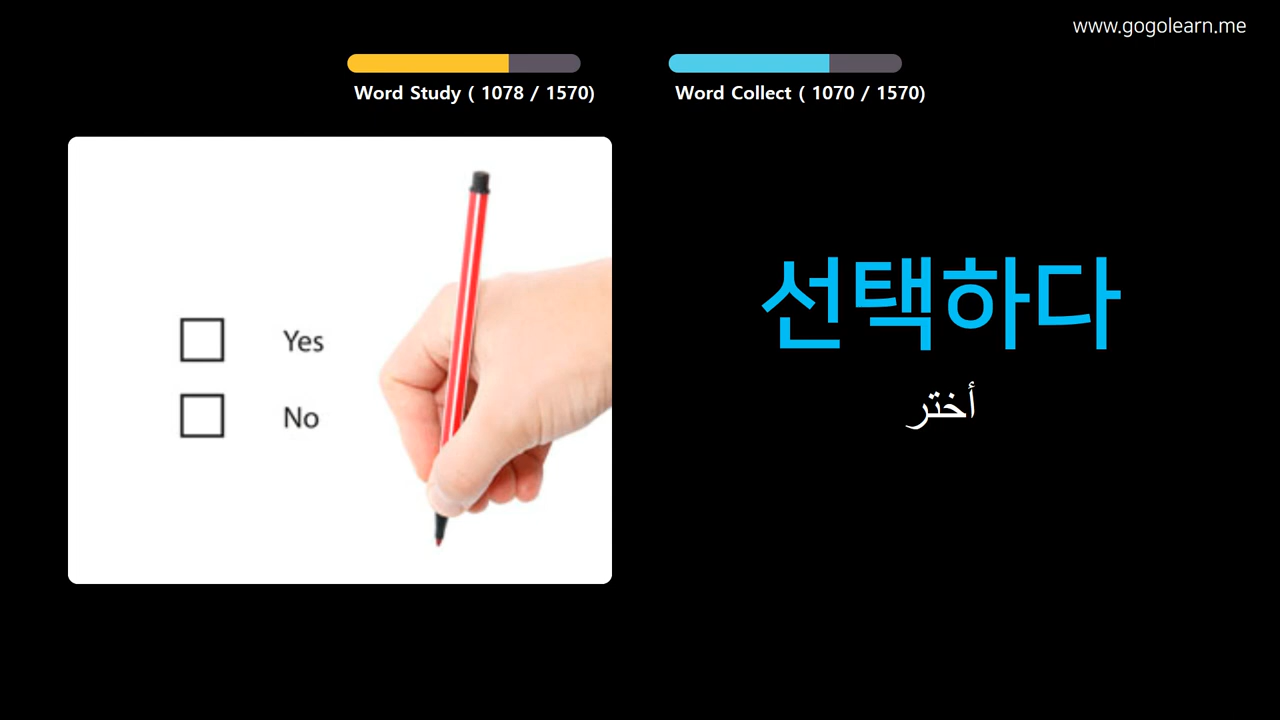 www.gogolearn.me
Word Study ( 1078 / 1570)
Word Collect ( 1070 / 1570)
Yes
No
선택하다
أختر